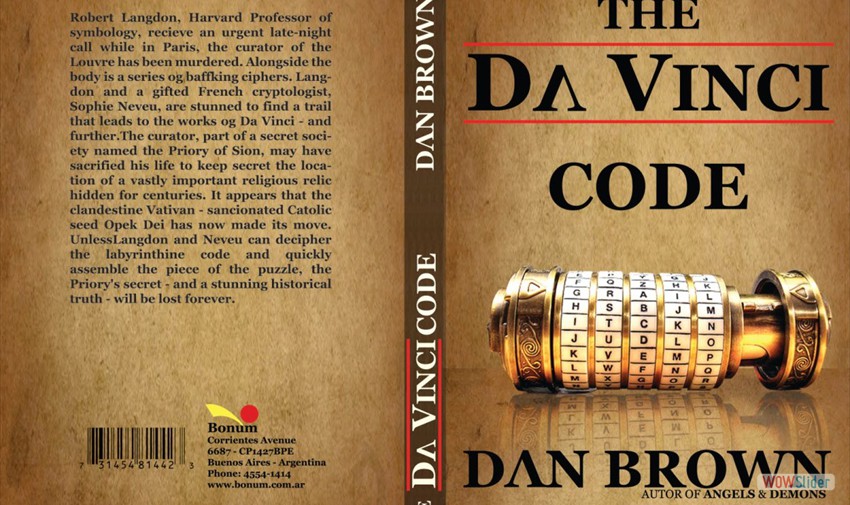 Robert Langdon, Harvard Professor of
symbology, recieve an urgent late-night
call while in Paris, the curator of the
Louvre has been murdered. Alongside the
body is a series og/baffking ciphers. Lang-
don and a gifted French cryptologist,
Sophie Neveu, are stunned to find a trail
that leads to the works og Da Vinci - and
further.The curator, part of a secret soci-
ety named the Priory of Sion, may have
sacrified his life to keep secret the loca-
tion of a vastly important religious relic
hidden for centuries. It appears that the
clandestine Vativan - sancionated Catolic
seed Opek Dei has now made its move.
UnlessLangdon and Neveu can decipher
the labyrinthine code and quickly
assemble the piece of the puzzle, the
Priory's secret - and a stunning historical
truth - will be lost forever.
7 31454 81442 3
Bonum
Corrientes Avenue
6687 - CP1427BPE
Buenos Aires - Argentina
Phone: 4554-1414
www.bonum.com.ar
DA VINCI CODE DAN BROWN
THE
DA VINCI
CODE
DAN BROWN
AUTOR OF ANGELS & DEMONS
WOWSlider